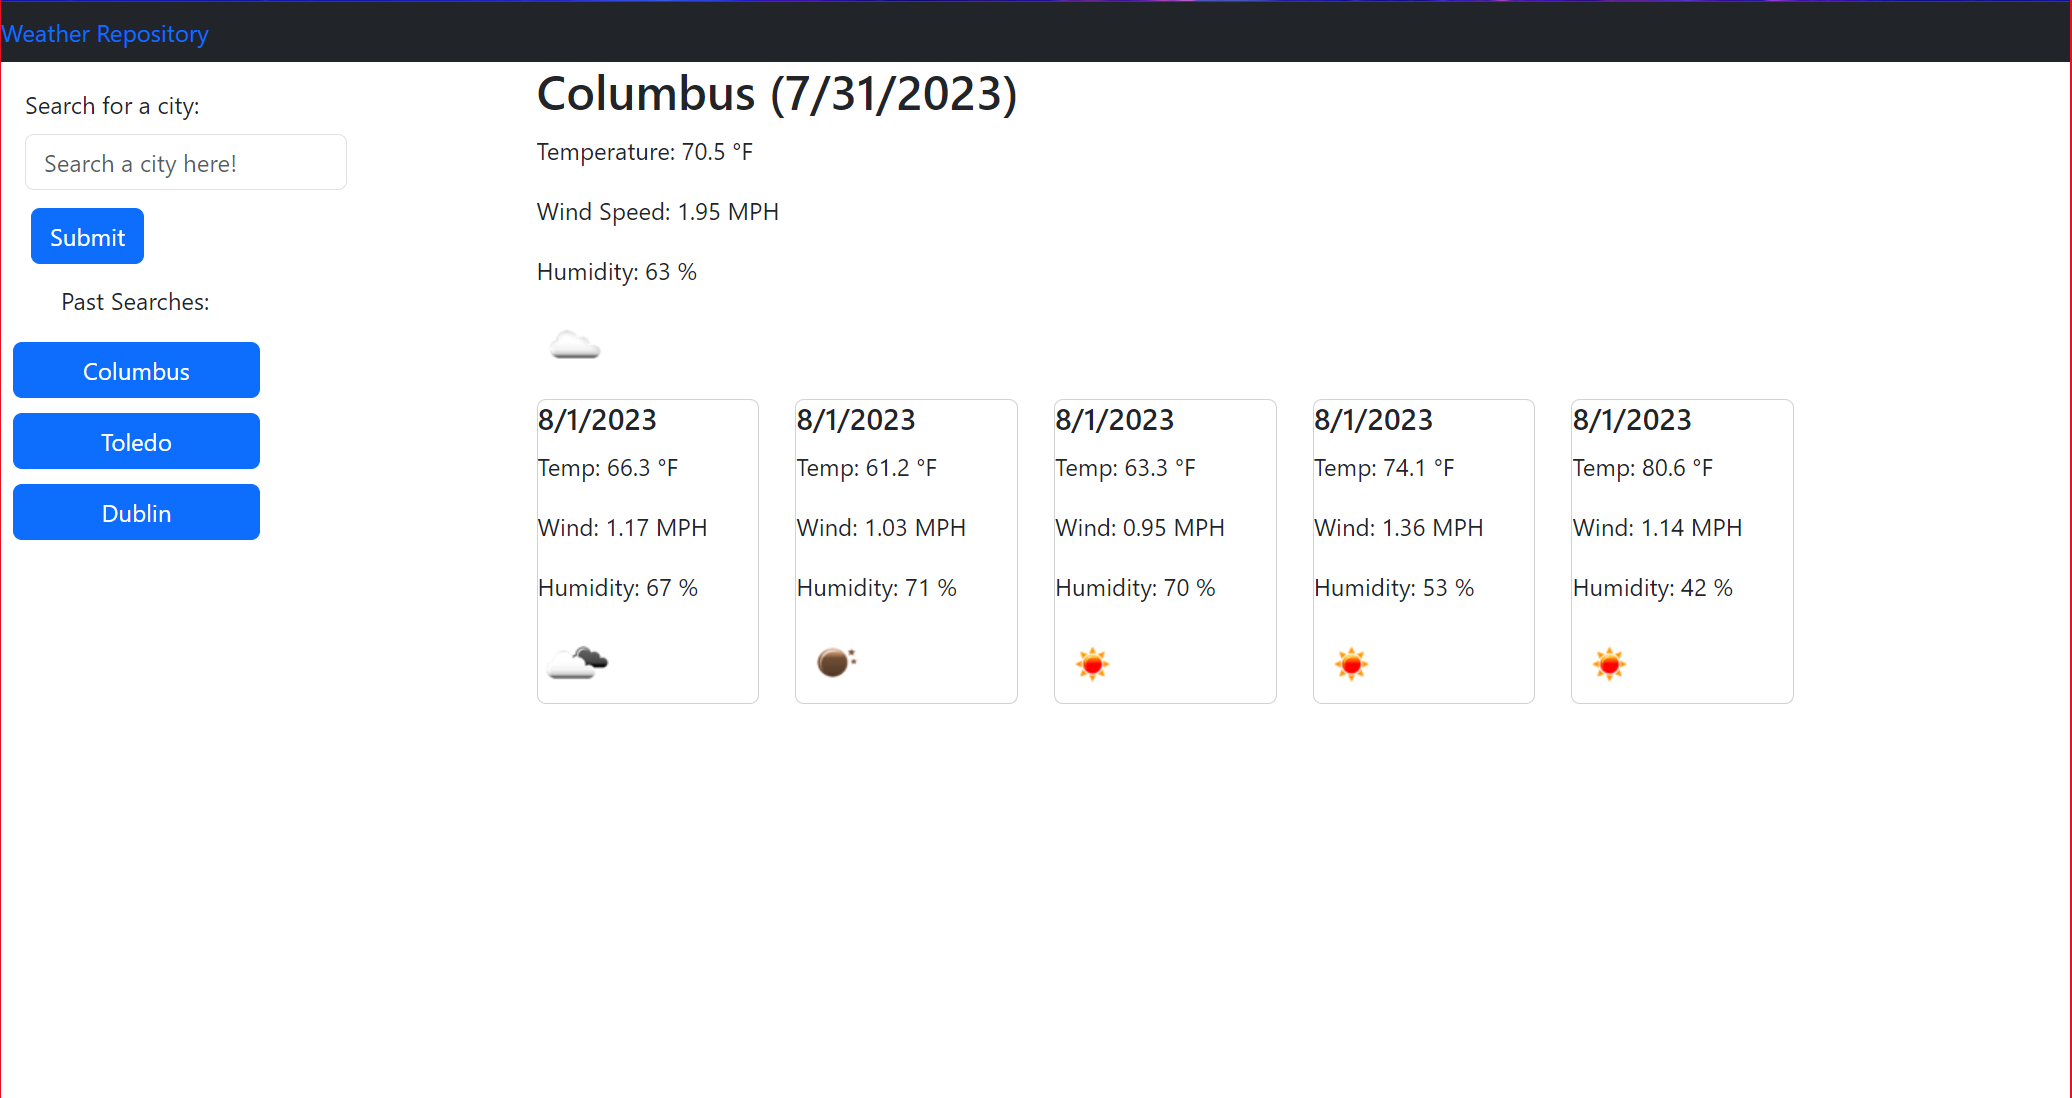 Weather Repository
Search for a city:
Search a city here!
Submit
Past Searches:
Columbus
Toledo
Dublin
Columbus (7/31/2023)
Temperature: 70.5 °F
Wind Speed: 1.95 MPH
Humidity: 63 %
8/1/2023
Temp: 66.3 °F
Wind: 1.17 MPH
Humidity: 67 %
8/1/2023
Temp: 61.2 °F
Wind: 1.03 MPH
Humidity: 71 %
8/1/2023
Temp: 63.3 °F
Wind: 0.95 MPH
Humidity: 70 %
8/1/2023
Temp: 74.1 °F
Wind: 1.36 MPH
Humidity: 53 %
8/1/2023
Temp: 80.6 °F
Wind: 1.14 MPH
Humidity: 42 %